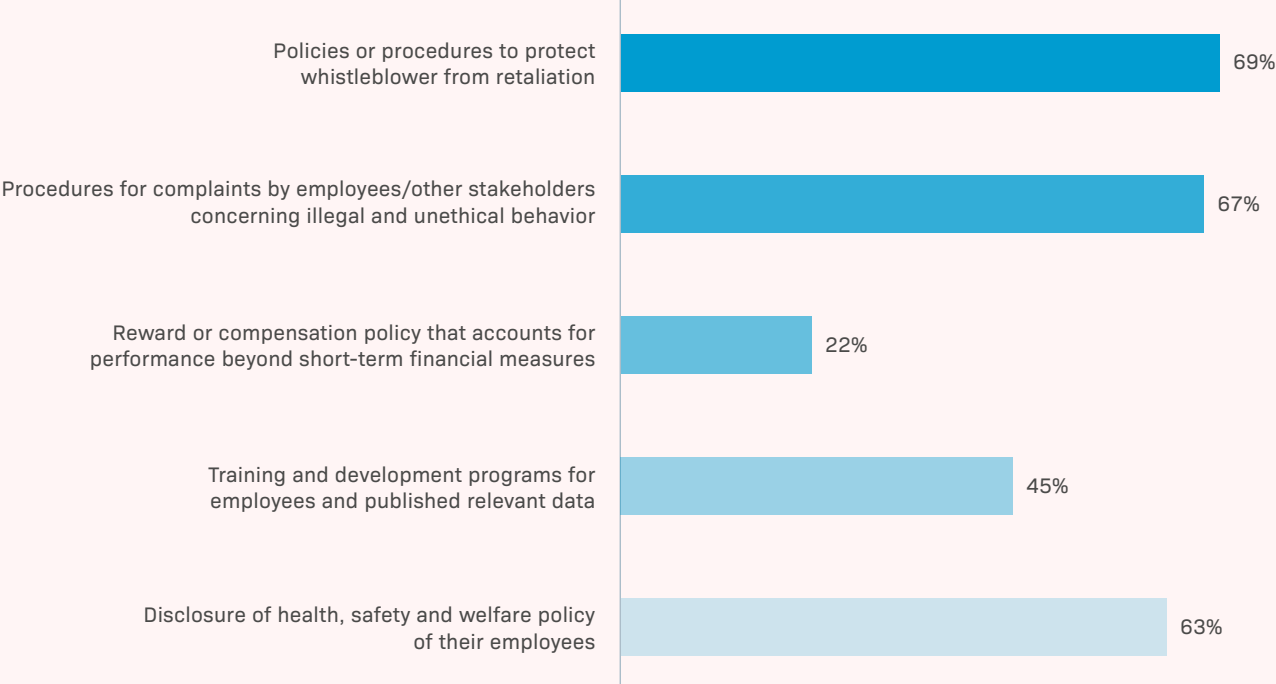 Policies or procedures to protect
whistleblower from retaliation
69%
Procedures for complaints by employees/other stakeholders
concerning illegal and unethical behavior
67%
Reward or compensation policy that accounts for
performance beyond short-term financial measures
22%
Training and development programs for
employees and published relevant data
45%
Disclosure of health, safety and welfare policy
of their employees
63%